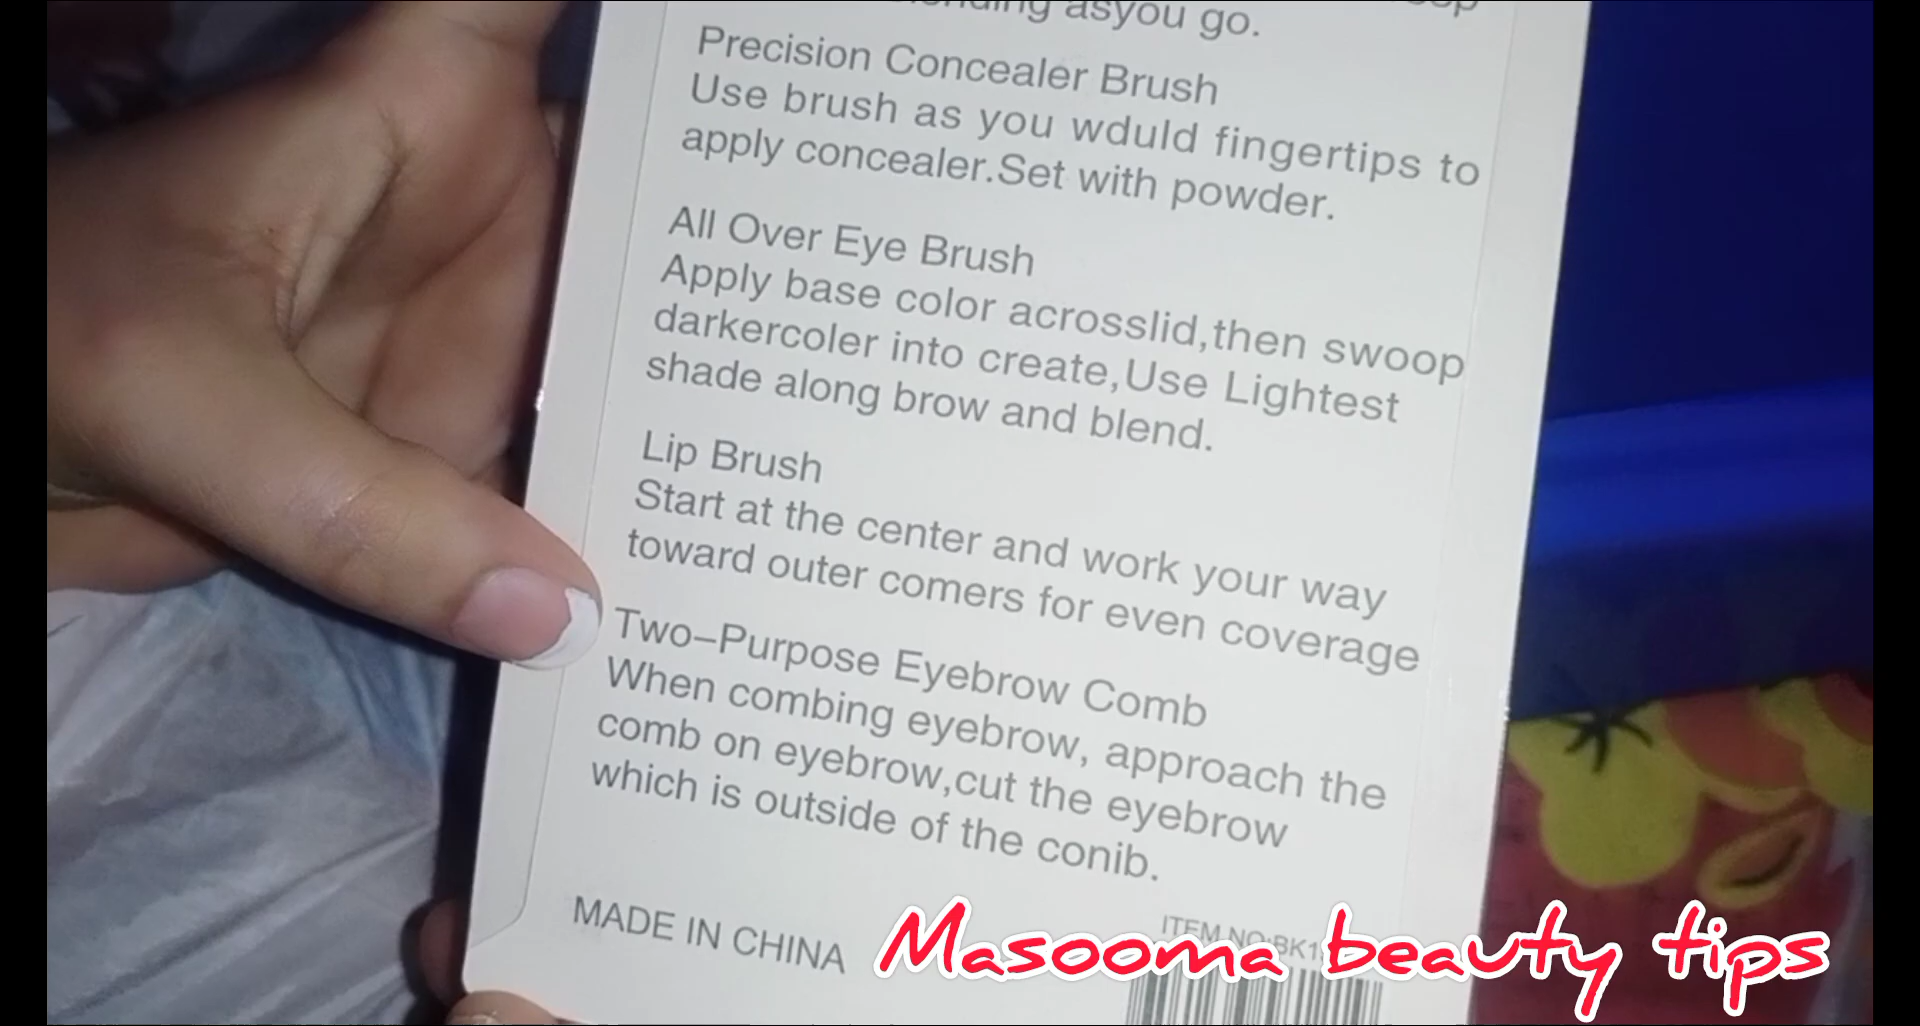 asyou go.
Precision Concealer Brush
Use brush as you wduld fingertips to
apply concealer.Set with powder.
All Over Eye Brush
Apply base color acrosslid,then swoop
darkercoler into create,Use Lightest
shade along brow and blend.
Lip Brush
Start at the center and work your way
toward outer comers for even coverage
Two–Purpose Eyebrow Comb
When combing eyebrow, approach the
comb on eyebrow,cut the eyebrow
which is outside of the conib.
MADE IN CHINA
ITEM NO:BK1
Masooma beauty tips